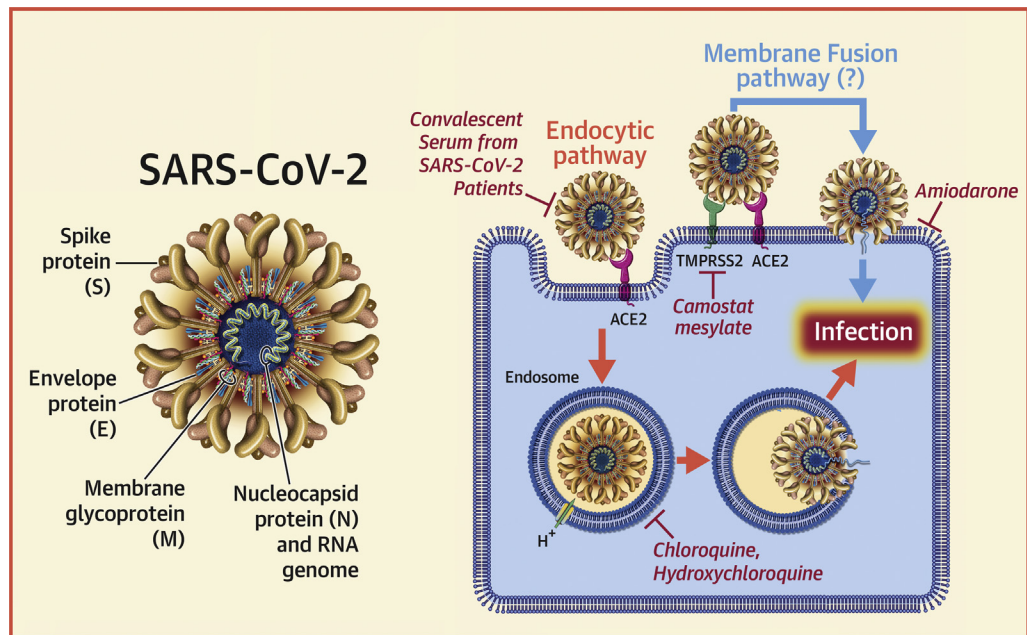 SARS-CoV-2
Spike
protein
(S)
Envelope
protein
(E)
Membrane
glycoprotein
(M)
Nucleocapsid
protein (N)
and RNA
genome
Convalescent
Serum from
SARS-CoV-2
Patients
Endocytic
pathway
Membrane Fusion
pathway (?)
Amiodarone
ACE2
TMPRSS2
ACE2
Camostat
mesylate
Infection
Endosome
H+
Chloroquine,
Hydroxychloroquine